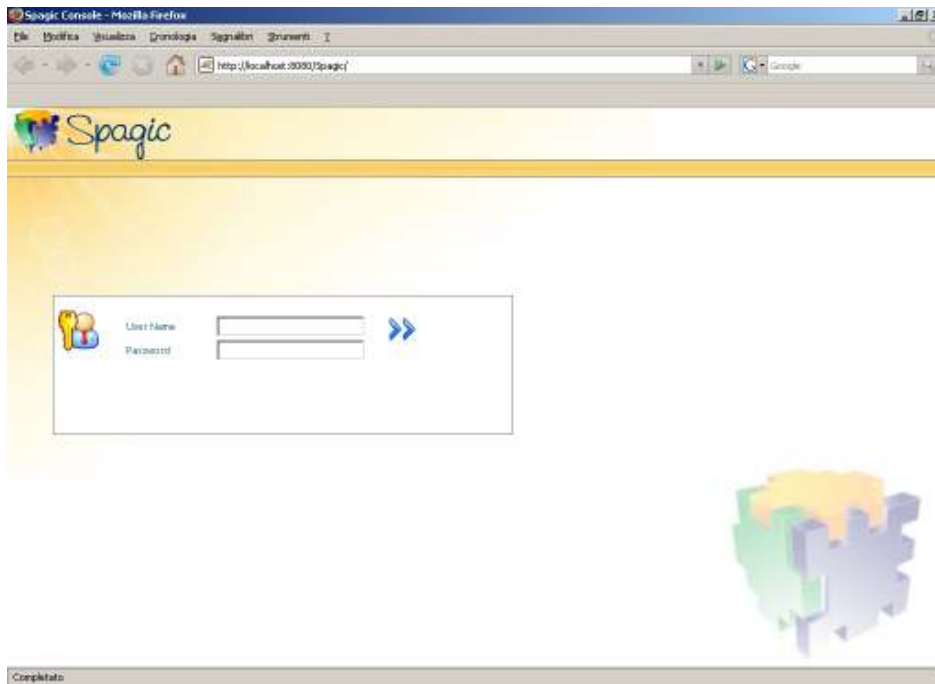 Spagic Console - Mozilla Firefox
File Modifica Visualizza Cronologia Segnalibri Strumenti ?
http://localhost:8080/Spagic/
Google
Spagic
User Name
Password
Completato